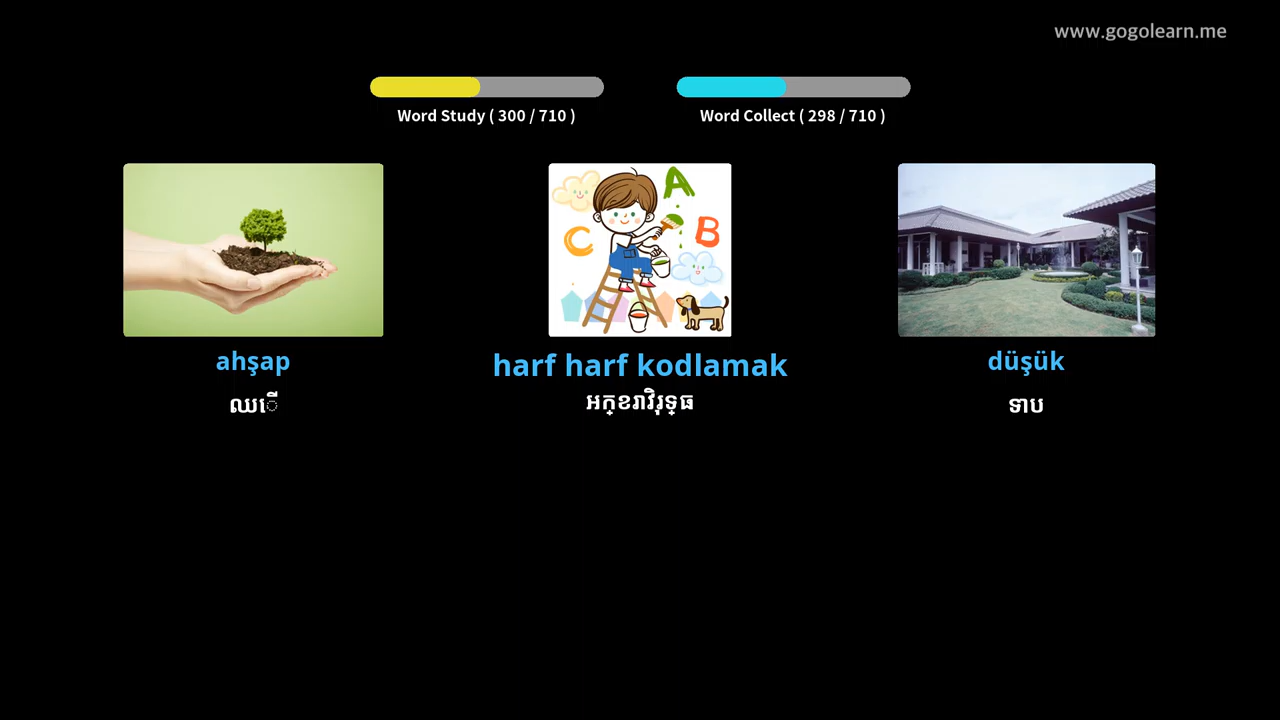 www.gogolearn.me
Word Study ( 300 / 710 )
Word Collect ( 298 / 710 )
A
B
C
ahşap
harf harf kodlamak
düşük
ឈើ
អក្ខរាវិរុទ្ធ
ទាប